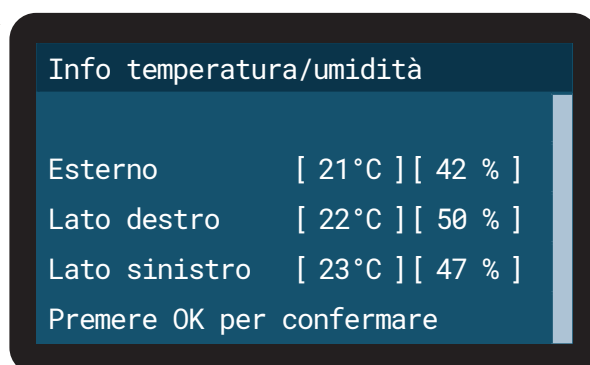 Info temperatura/umidità
Esterno [ 21°C ][ 42 % ]
Lato destro [ 22°C ][ 50 % ]
Lato sinistro [ 23°C ][ 47 % ]
Premere OK per confermare